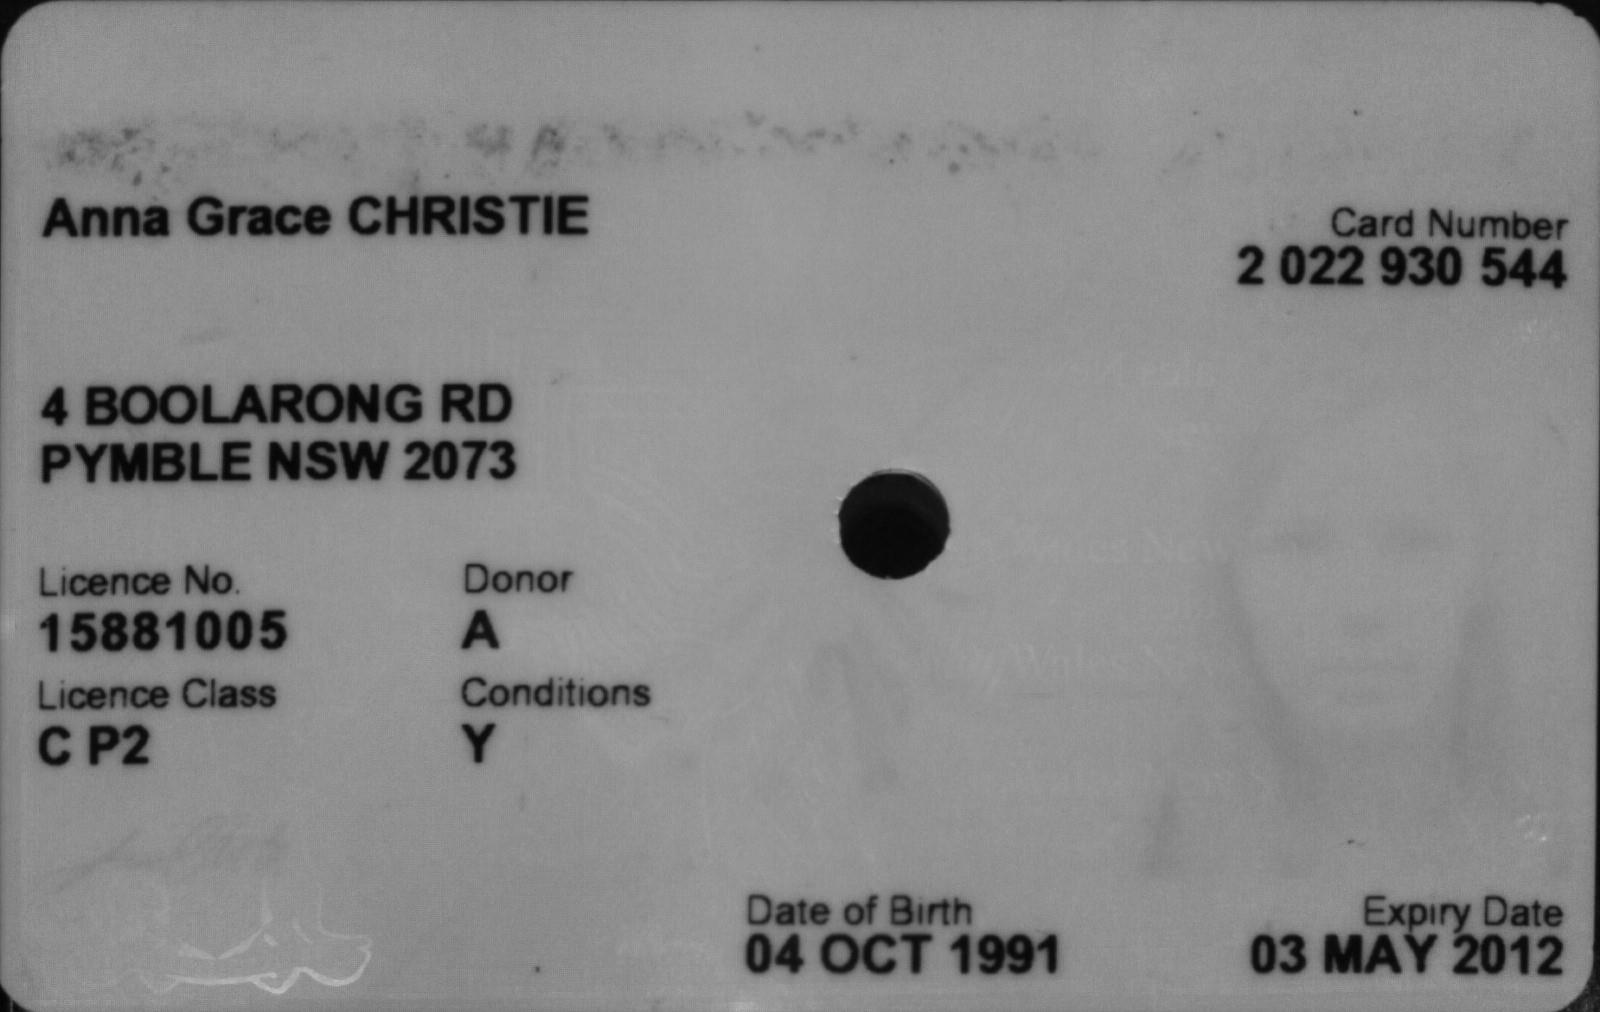 Anna Grace CHRISTIE
Card Number
2 022 930 544
4 BOOLARONG RD
PYMBLE NSW 2073
Licence No.
15881005
Donor
A
Licence Class
C P2
Conditions
Y
Date of Birth
04 OCT 1991
Expiry Date
03 MAY 2012